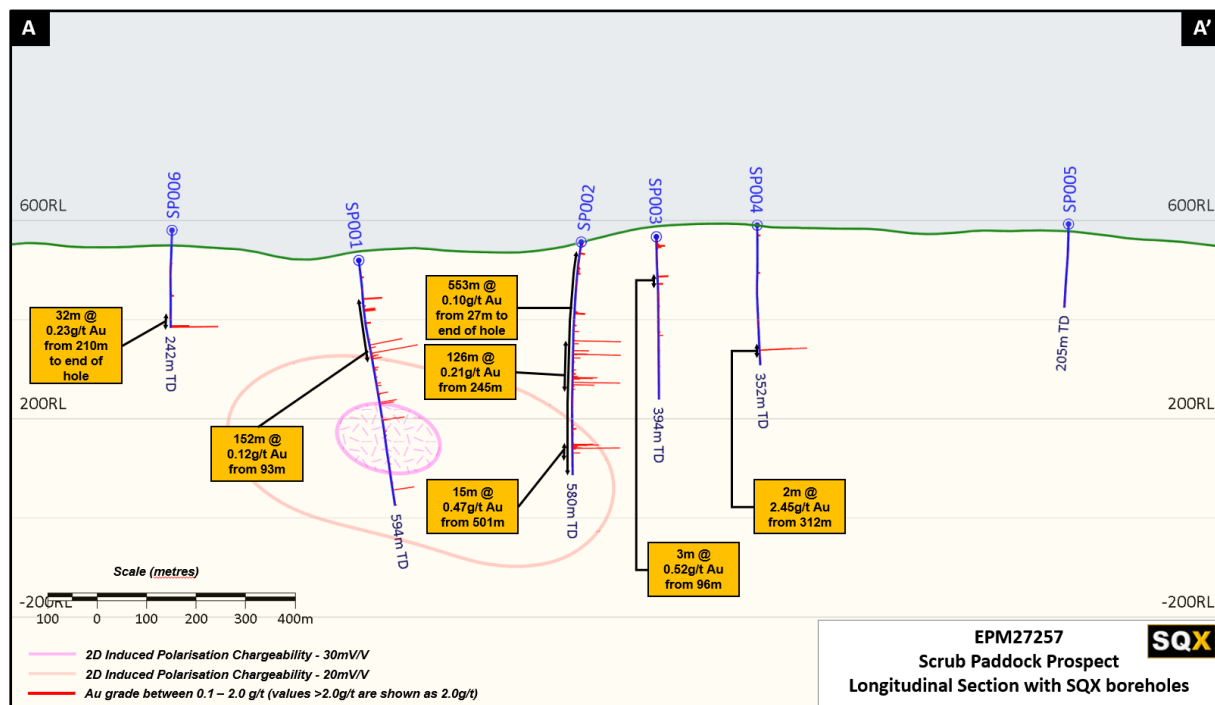 A
A’
SP006
SP001
SP002
SP003
SP004
SP005
600RL
600RL
32m @
0.23g/t Au
from 210m
to end of
hole
242m TD
553m @
0.10g/t Au
from 27m to
end of hole
126m @
0.21g/t Au
from 245m
205m TD
352m TD
394m TD
200RL
200RL
152m @
0.12g/t Au
from 93m
15m @
0.47g/t Au
from 501m
580m TD
594m TD
2m @
2.45g/t Au
from 312m
3m @
0.52g/t Au
from 96m
Scale (metres)
-200RL
-200RL
100 0 100 200 300 400m
2D Induced Polarisation Chargeability - 30mV/V
2D Induced Polarisation Chargeability - 20mV/V
Au grade between 0.1 – 2.0 g/t (values >2.0g/t are shown as 2.0g/t)
EPM27257
SQX
Scrub Paddock Prospect
Longitudinal Section with SQX boreholes